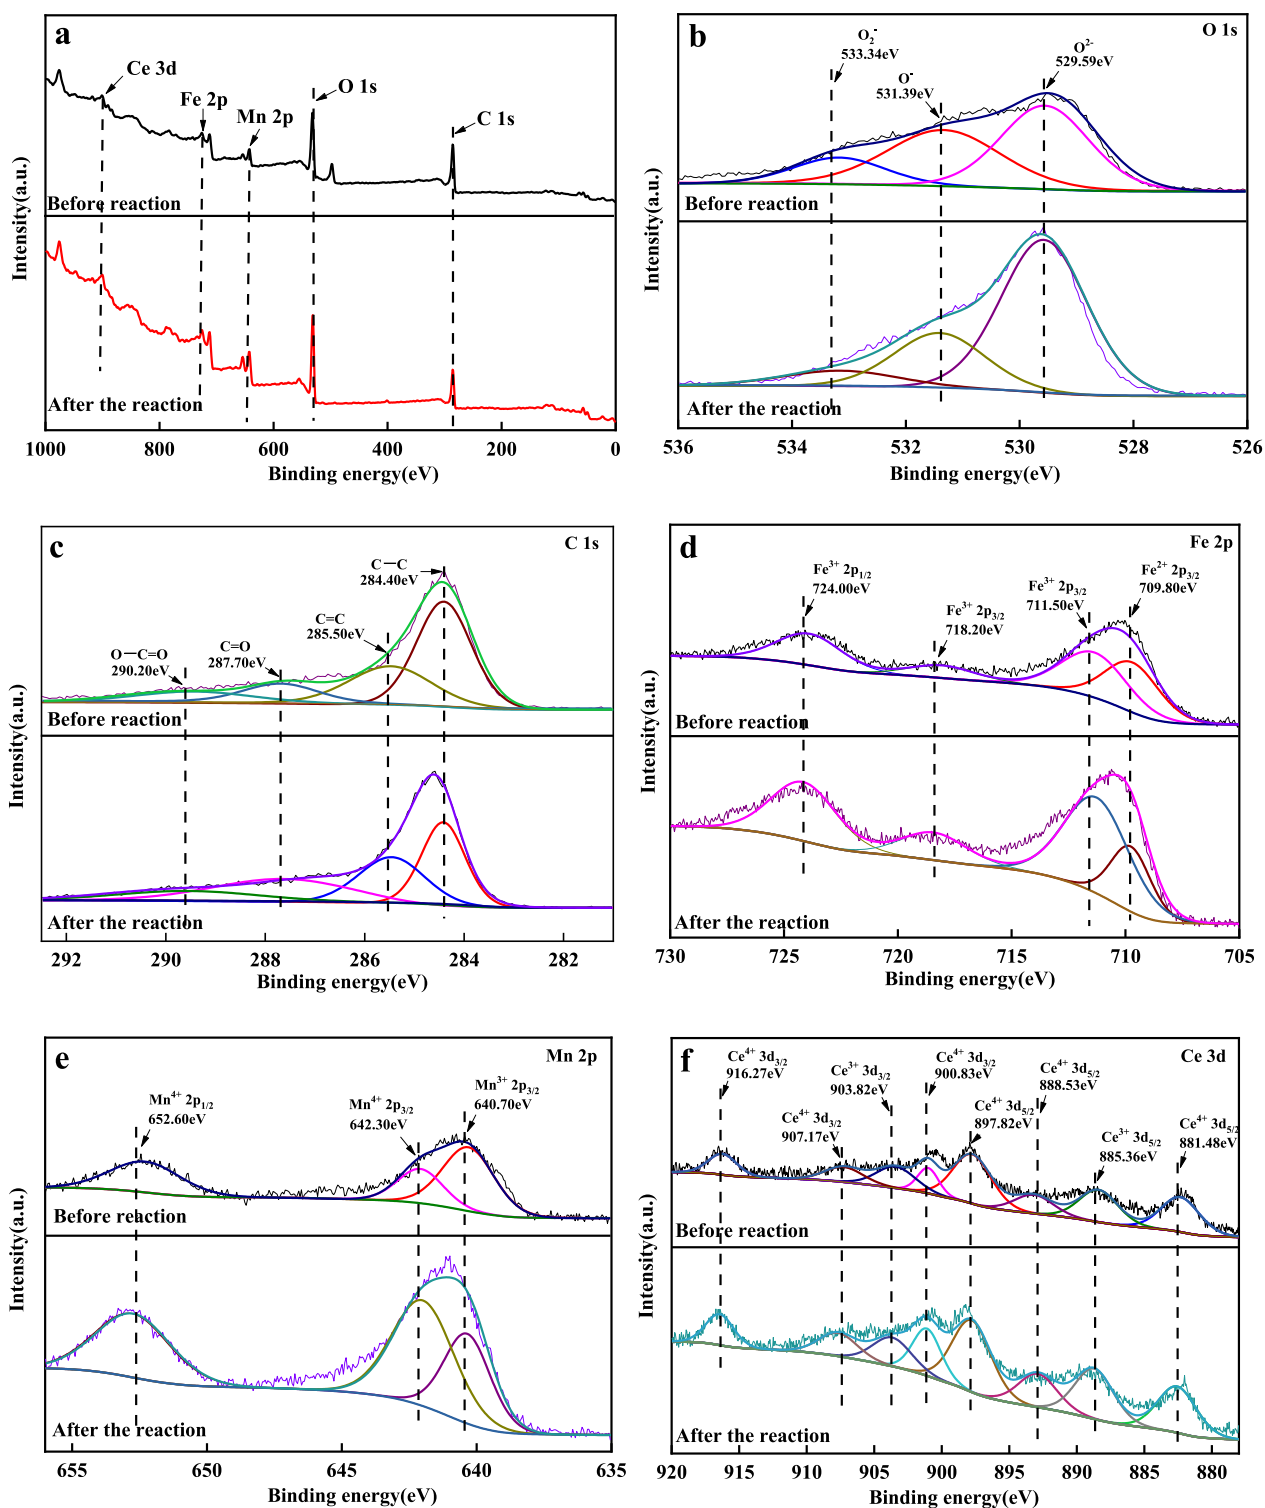 a
Ce 3d
Fe 2p
Mn 2p
O 1s
C 1s
Before reaction
After the reaction
Intensity(a.u.)
1000 800 600 400 200 0
Binding energy(eV)
b
O 1s
O₂⁻
533.34eV
O⁻
531.39eV
O²⁻
529.59eV
Before reaction
After the reaction
Intensity(a.u.)
536 534 532 530 528 526
Binding energy(eV)
c
C 1s
C—C
284.40eV
C=C
285.50eV
C=O
287.70eV
O—C=O
290.20eV
Before reaction
After the reaction
Intensity(a.u.)
292 290 288 286 284 282
Binding energy(eV)
d
Fe 2p
Fe³⁺ 2p₁/₂
724.00eV
Fe³⁺ 2p₃/₂
718.20eV
Fe³⁺ 2p₃/₂
711.50eV
Fe²⁺ 2p₃/₂
709.80eV
Before reaction
After the reaction
Intensity(a.u.)
730 725 720 715 710 705
Binding energy(eV)
e
Mn 2p
Mn⁴⁺ 2p₁/₂
652.60eV
Mn⁴⁺ 2p₃/₂
642.30eV
Mn³⁺ 2p₃/₂
640.70eV
Before reaction
After the reaction
Intensity(a.u.)
655 650 645 640 635
Binding energy(eV)
f
Ce 3d
Ce⁴⁺ 3d₃/₂
916.27eV
Ce⁴⁺ 3d₃/₂
907.17eV
Ce³⁺ 3d₃/₂
903.82eV
Ce⁴⁺ 3d₃/₂
900.83eV
Ce⁴⁺ 3d₅/₂
897.82eV
Ce⁴⁺ 3d₅/₂
888.53eV
Ce³⁺ 3d₅/₂
885.36eV
Ce⁴⁺ 3d₅/₂
881.48eV
Before reaction
After the reaction
Intensity(a.u.)
920 915 910 905 900 895 890 885 880
Binding energy(eV)